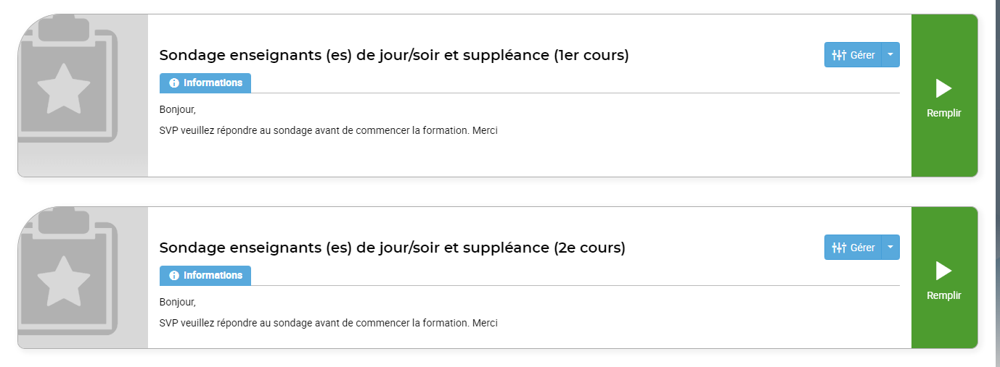 Sondage enseignants (es) de jour/soir et suppléance (1er cours)
Gérer
Informations
Bonjour,
SVP veuillez répondre au sondage avant de commencer la formation. Merci
Remplir
Sondage enseignants (es) de jour/soir et suppléance (2e cours)
Gérer
Informations
Bonjour,
SVP veuillez répondre au sondage avant de commencer la formation. Merci
Remplir